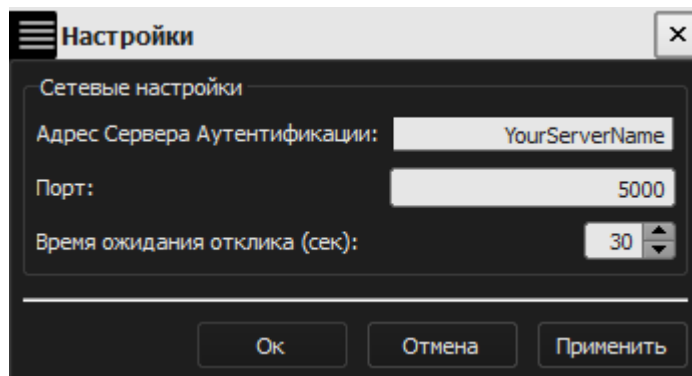 Настройки
Сетевые настройки
Адрес Сервера Аутентификации: YourServerName
Порт: 5000
Время ожидания отклика (сек): 30
Ок Отмена Применить